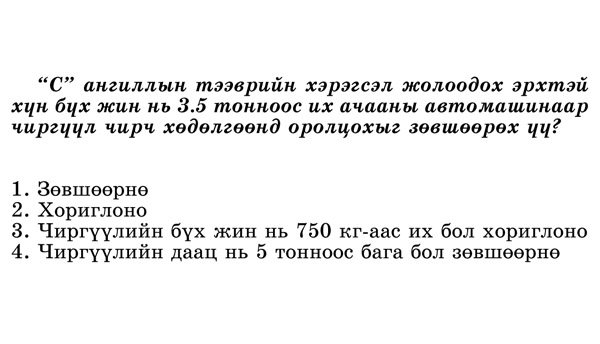 “C” ангиллын тээврийн хэрэгсэл жолоодох эрхтэй
хүн бүх жин нь 3.5 тонноос их ачааны автомашинаар
чиргүүл чирч хөдөлгөөнд оролцохыг зөвшөөрөх үү?
1. Зөвшөөрнө
2. Хориглоно
3. Чиргүүлийн бүх жин нь 750 кг-аас их бол хориглоно
4. Чиргүүлийн даац нь 5 тонноос бага бол зөвшөөрнө